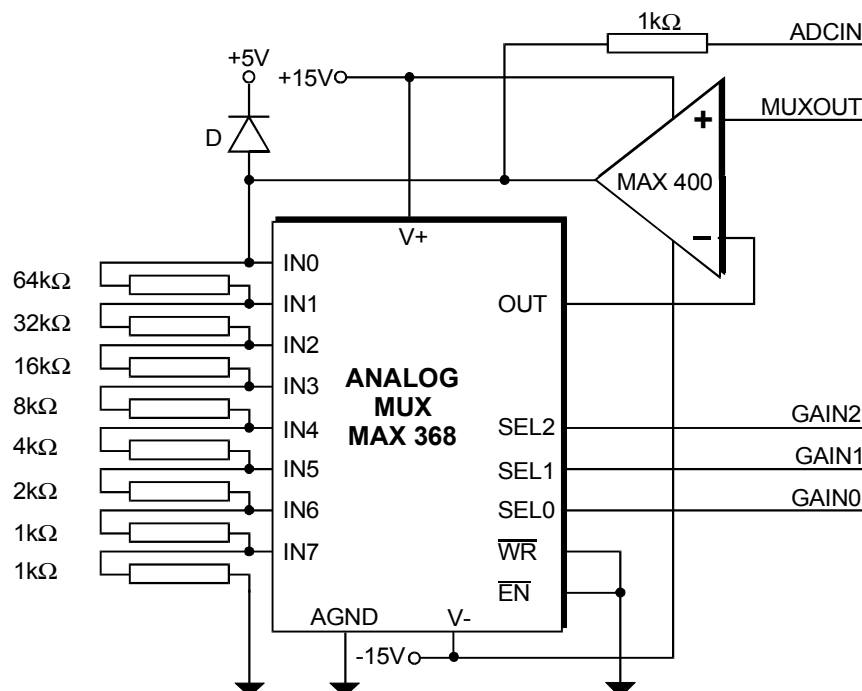 1kΩ
ADCIN
+5V
+15V
MUXOUT
D
+
MAX 400
−
V+
IN0
64kΩ
IN1
OUT
32kΩ
IN2
16kΩ
IN3
ANALOG
MUX
MAX 368
8kΩ
IN4
SEL2
GAIN2
4kΩ
IN5
SEL1
GAIN1
2kΩ
IN6
SEL0
GAIN0
1kΩ
IN7
WR
1kΩ
EN
AGND
V-
-15V